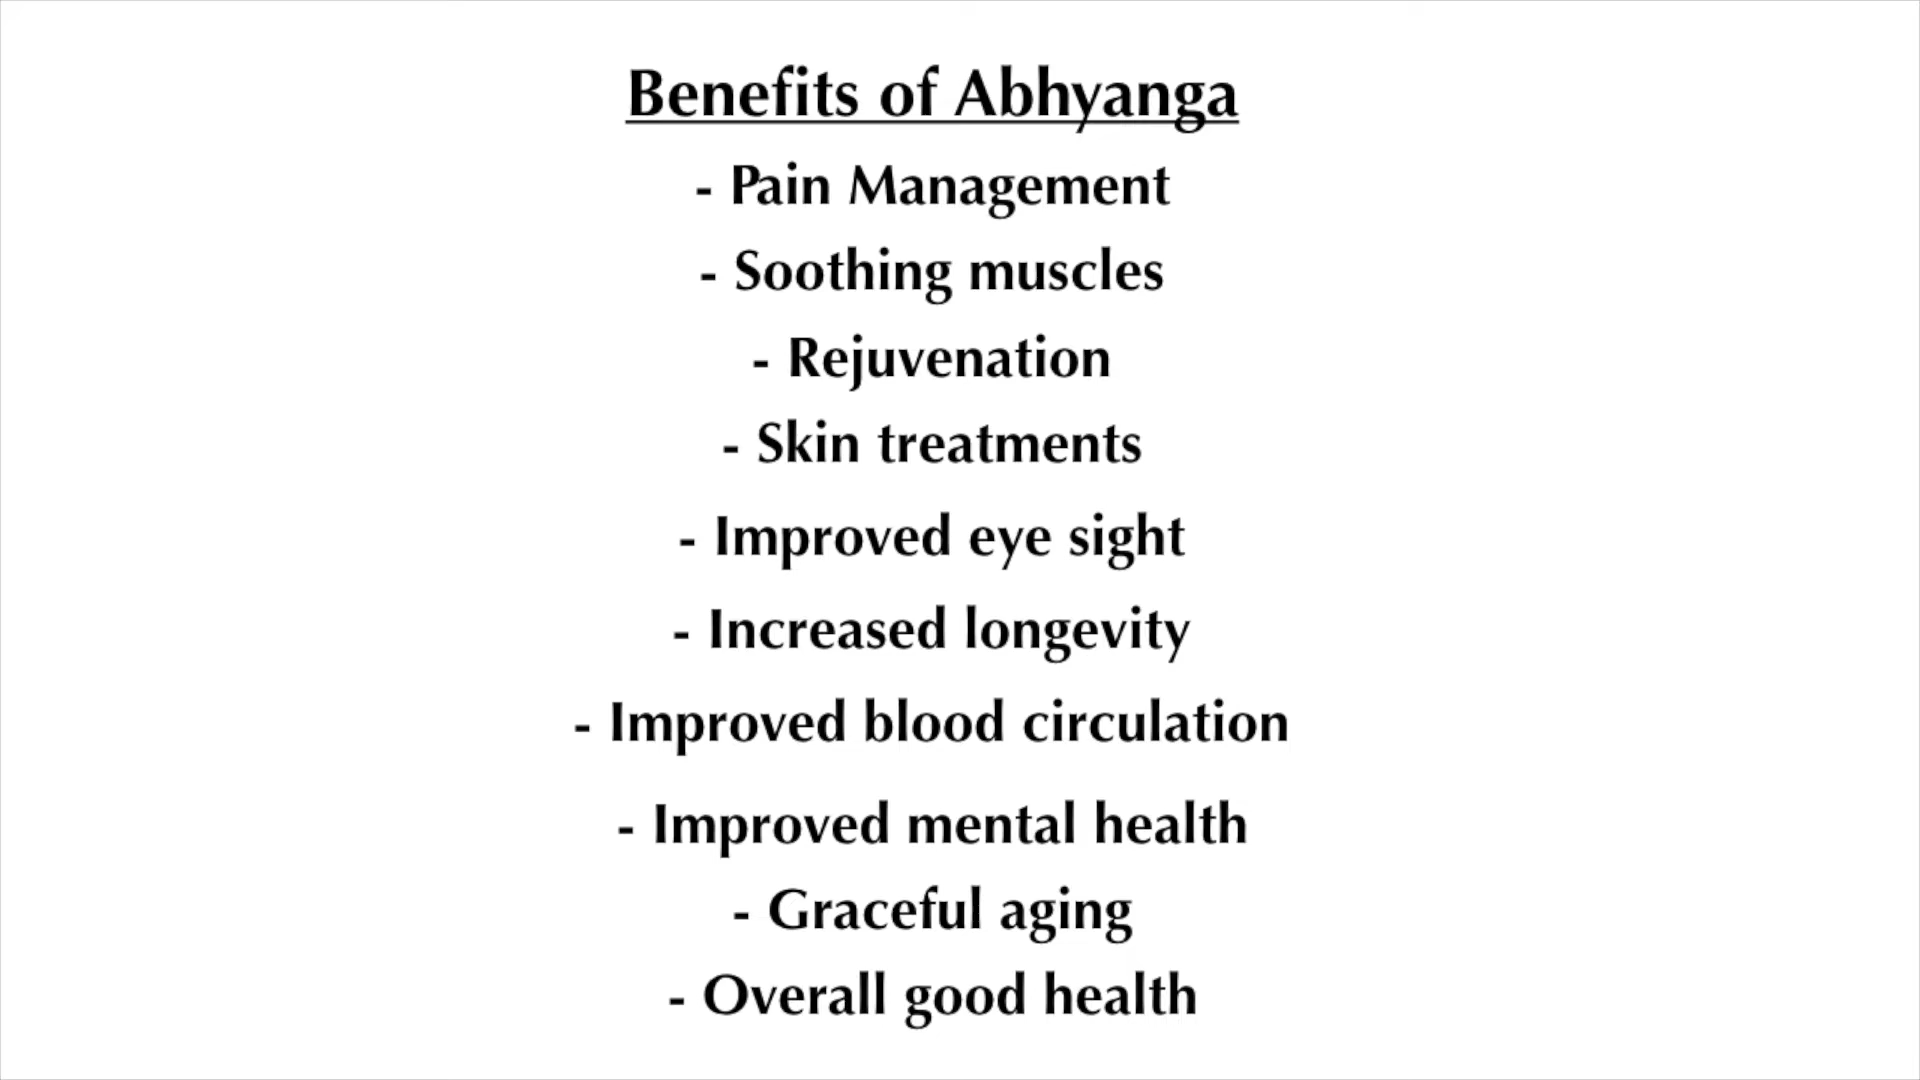 Benefits of Abhyanga
- Pain Management
- Soothing muscles
- Rejuvenation
- Skin treatments
- Improved eye sight
- Increased longevity
- Improved blood circulation
- Improved mental health
- Graceful aging
- Overall good health